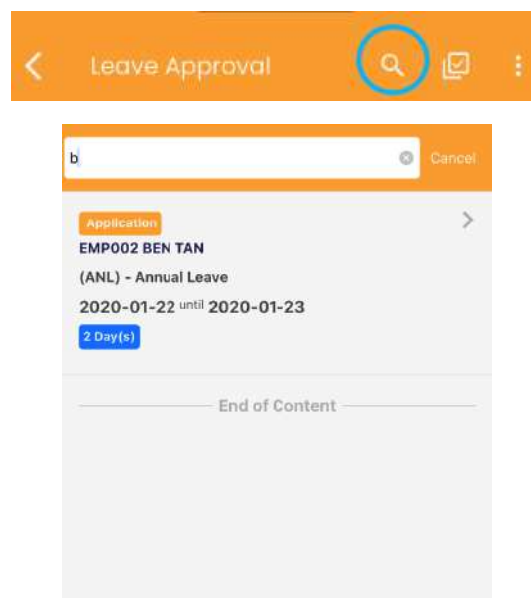 Leave Approval
b
Cancel
Application
EMP002 BEN TAN
(ANL) - Annual Leave
2020-01-22 until 2020-01-23
2 Day(s)
End of Content